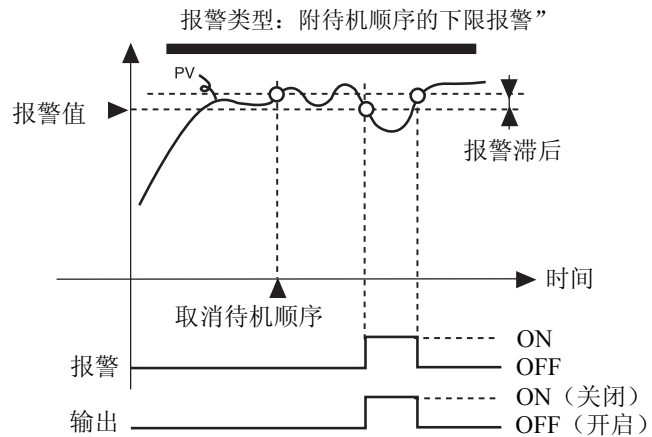 报警类型：附待机顺序的下限报警”
PV
报警值
报警滞后
时间
取消待机顺序
ON
报警
OFF
ON（关闭）
输出
OFF（开启）